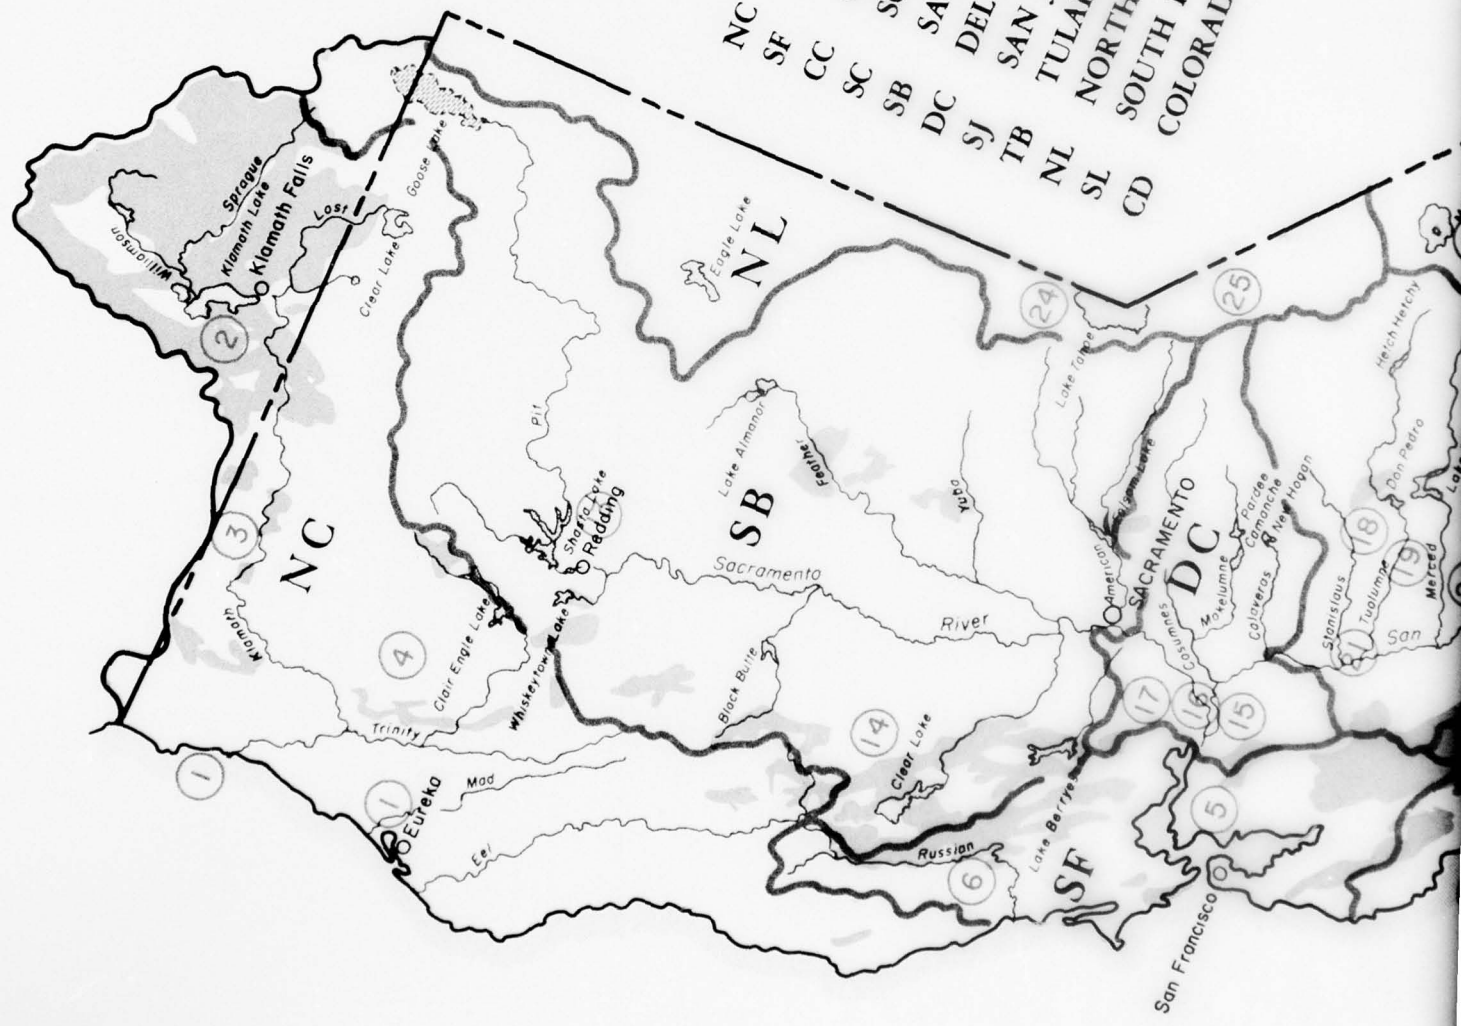 NC
SF
CC
SC
SB
DC
SJ
TB
NL
SL
CD
DEL
SAN
TULA
NORTH
SOUTH
COLORAD
Goose Lake
Sprague
Klamath Lake
Klamath Falls
Lost
Williamson
Clear Lake
Eagle Lake
NL
2
24
25
Lake Tahoe
Hetch Hetchy
Pit
Lake Almanor
Feather
Yuba
Folsom Lake
SACRAMENTO
DC
Pardee
Camanche
New Hogan
Don Pedro
Shasta Lake
Redding
SB
3
NC
18
19
Merced
Sacramento
River
American
Mokelumne
Cosumnes
Calaveras
Stanislaus
Tualumne
San
21
Klamath
4
Clair Eagle Lake
Whiskeytown Lake
Black Butte
Trinity
14
Clear Lake
17
16
15
1
1
Eureka
Mad
Eel
Russian
6
Lake Berryessa
SF
5
San Francisco